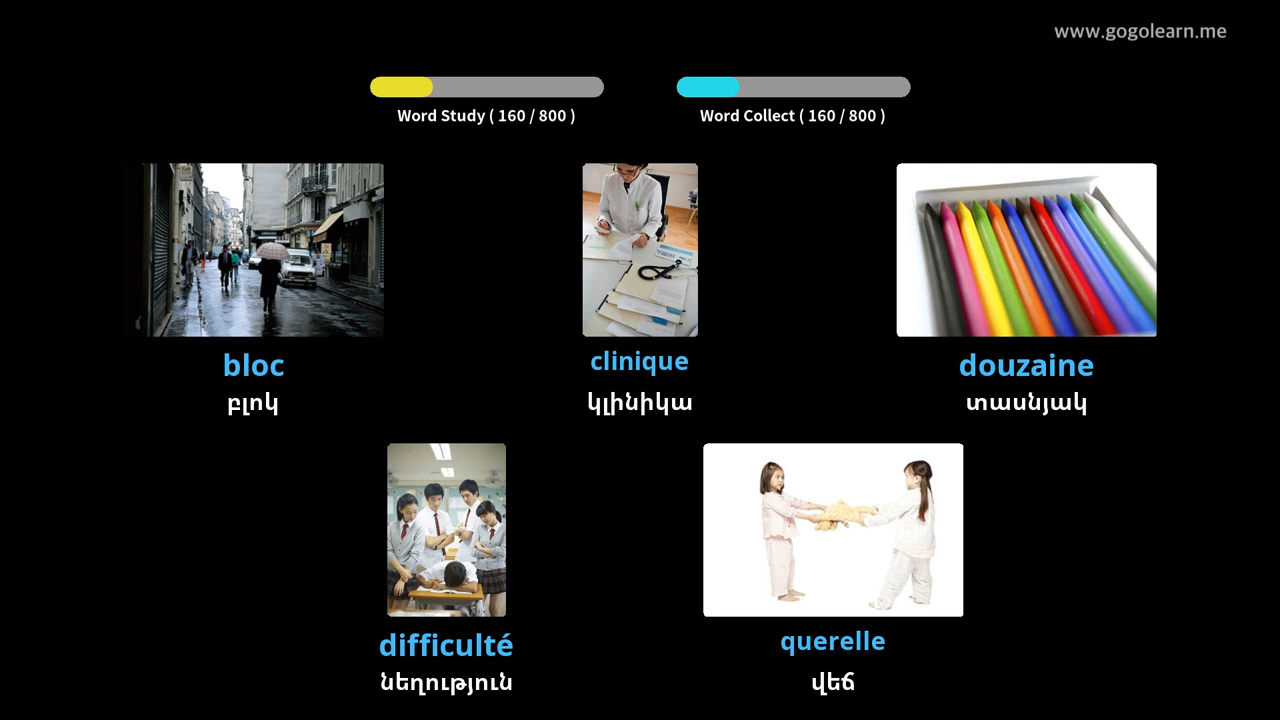 www.gogolearn.me
Word Study ( 160 / 800 )
Word Collect ( 160 / 800 )
bloc
բլոկ
clinique
կլինիկա
douzaine
տասնյակ
difficulté
նեղություն
querelle
վեճ